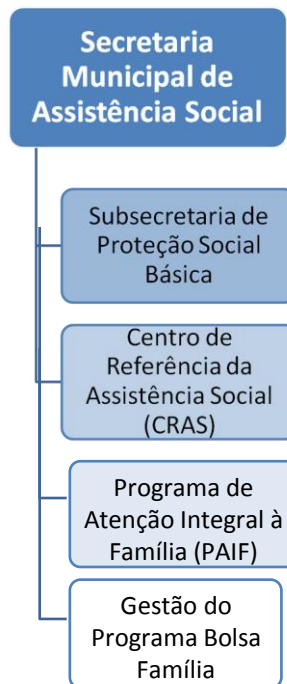 Secretaria
Municipal de
Assistência Social
Subsecretaria de
Proteção Social
Básica
Centro de
Referência da
Assistência Social
(CRAS)
Programa de
Atenção Integral à
Família (PAIF)
Gestão do
Programa Bolsa
Família